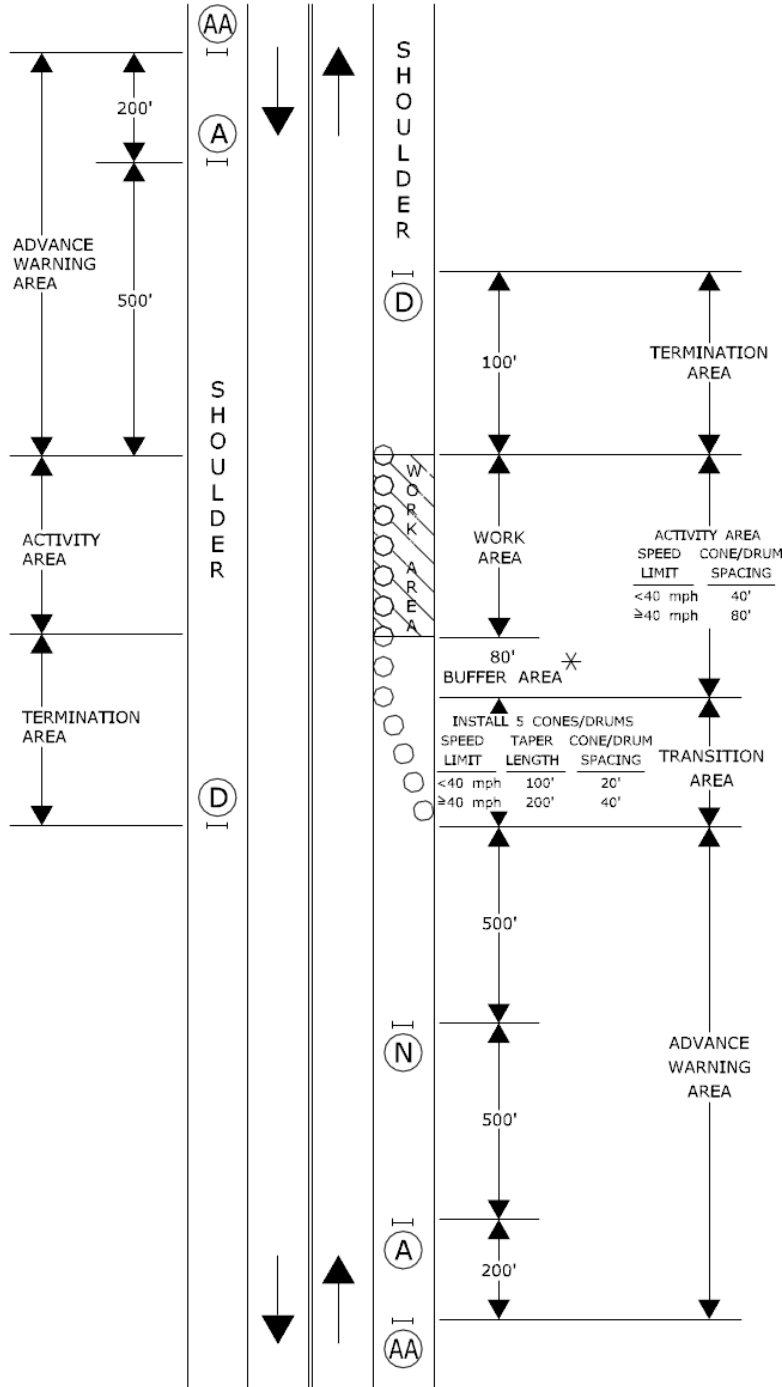 AA
200'
A
ADVANCE
WARNING
AREA
500'
SHOULDER
ACTIVITY
AREA
TERMINATION
AREA
D
SHOULDER
D
100'
TERMINATION
AREA
WORK AREA
WORK
AREA
ACTIVITY AREA
SPEED CONE/DRUM
LIMIT SPACING
<40 mph 40'
≥40 mph 80'
80'
BUFFER AREA *
INSTALL 5 CONES/DRUMS
SPEED TAPER CONE/DRUM
LIMIT LENGTH SPACING
<40 mph 100' 20'
≥40 mph 200' 40'
TRANSITION
AREA
500'
N
500'
ADVANCE
WARNING
AREA
A
200'
AA